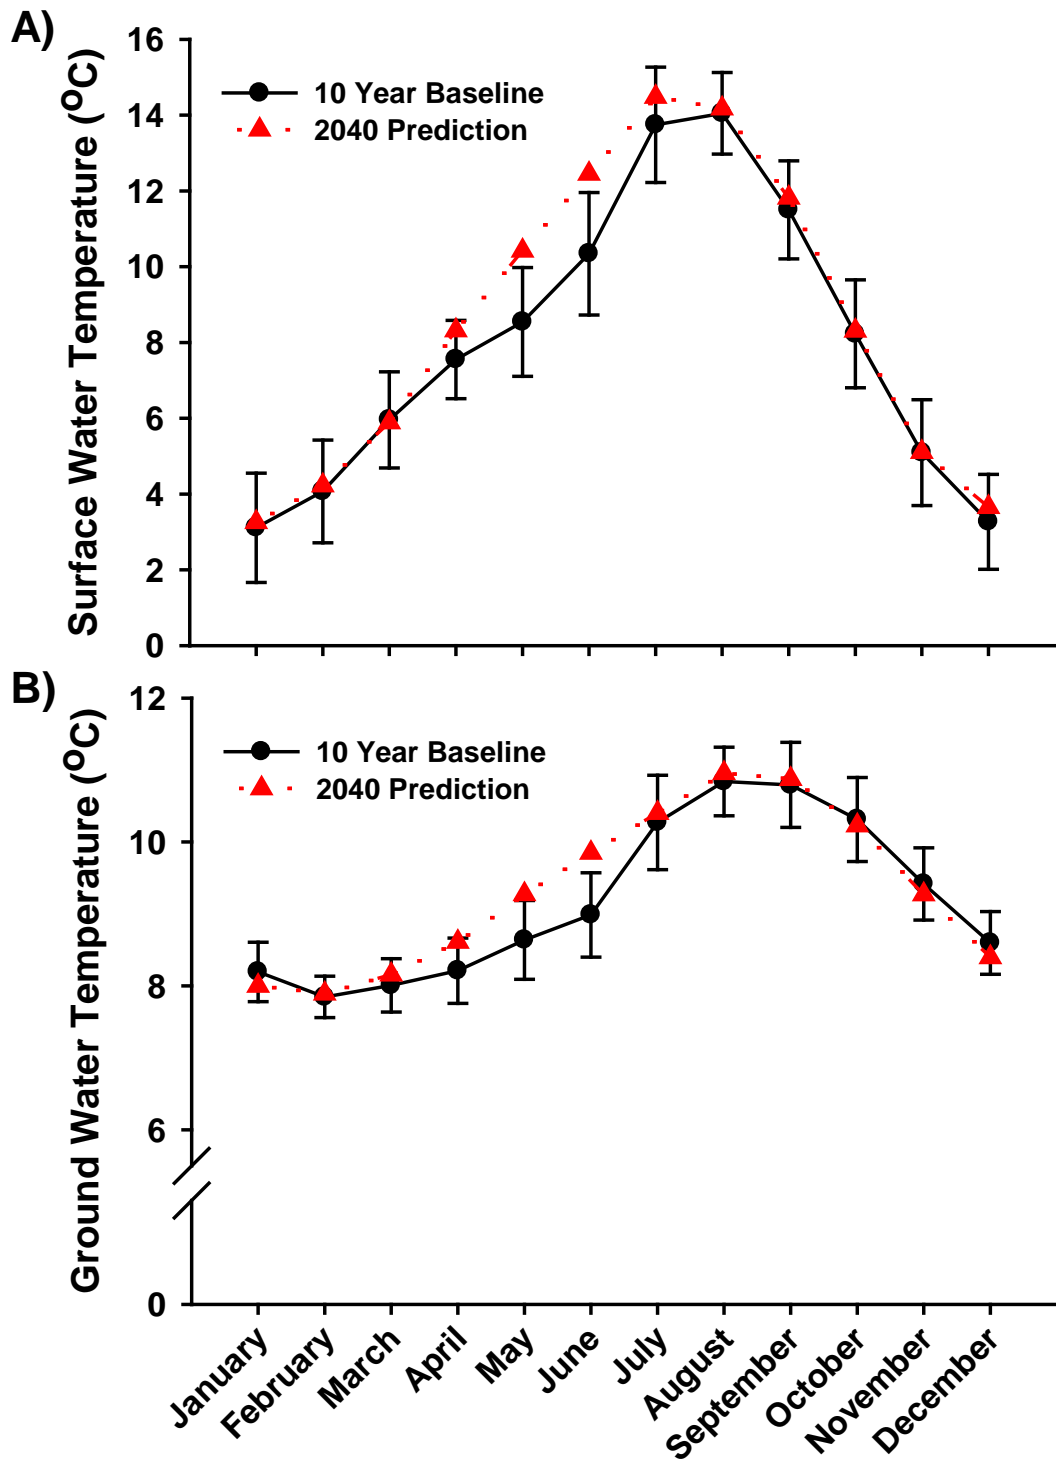 A)
Surface Water Temperature (°C)
16
14
12
10
8
6
4
2
0
10 Year Baseline
2040 Prediction
B)
Ground Water Temperature (°C)
12
10
8
6
0
10 Year Baseline
2040 Prediction
January
February
March
April
May
June
July
August
September
October
November
December